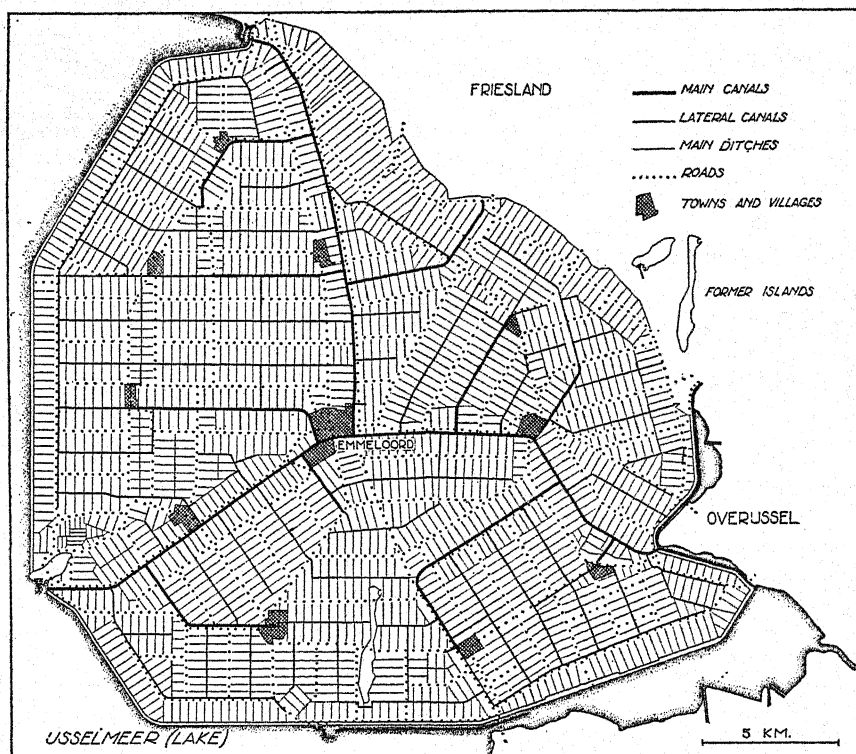 FRIESLAND
MAIN CANALS
LATERAL CANALS
MAIN DITCHES
ROADS
TOWNS AND VILLAGES
FORMER ISLANDS
EMMELOORD
OVERIJSSEL
IJSSELMEER (LAKE)
5 KM.